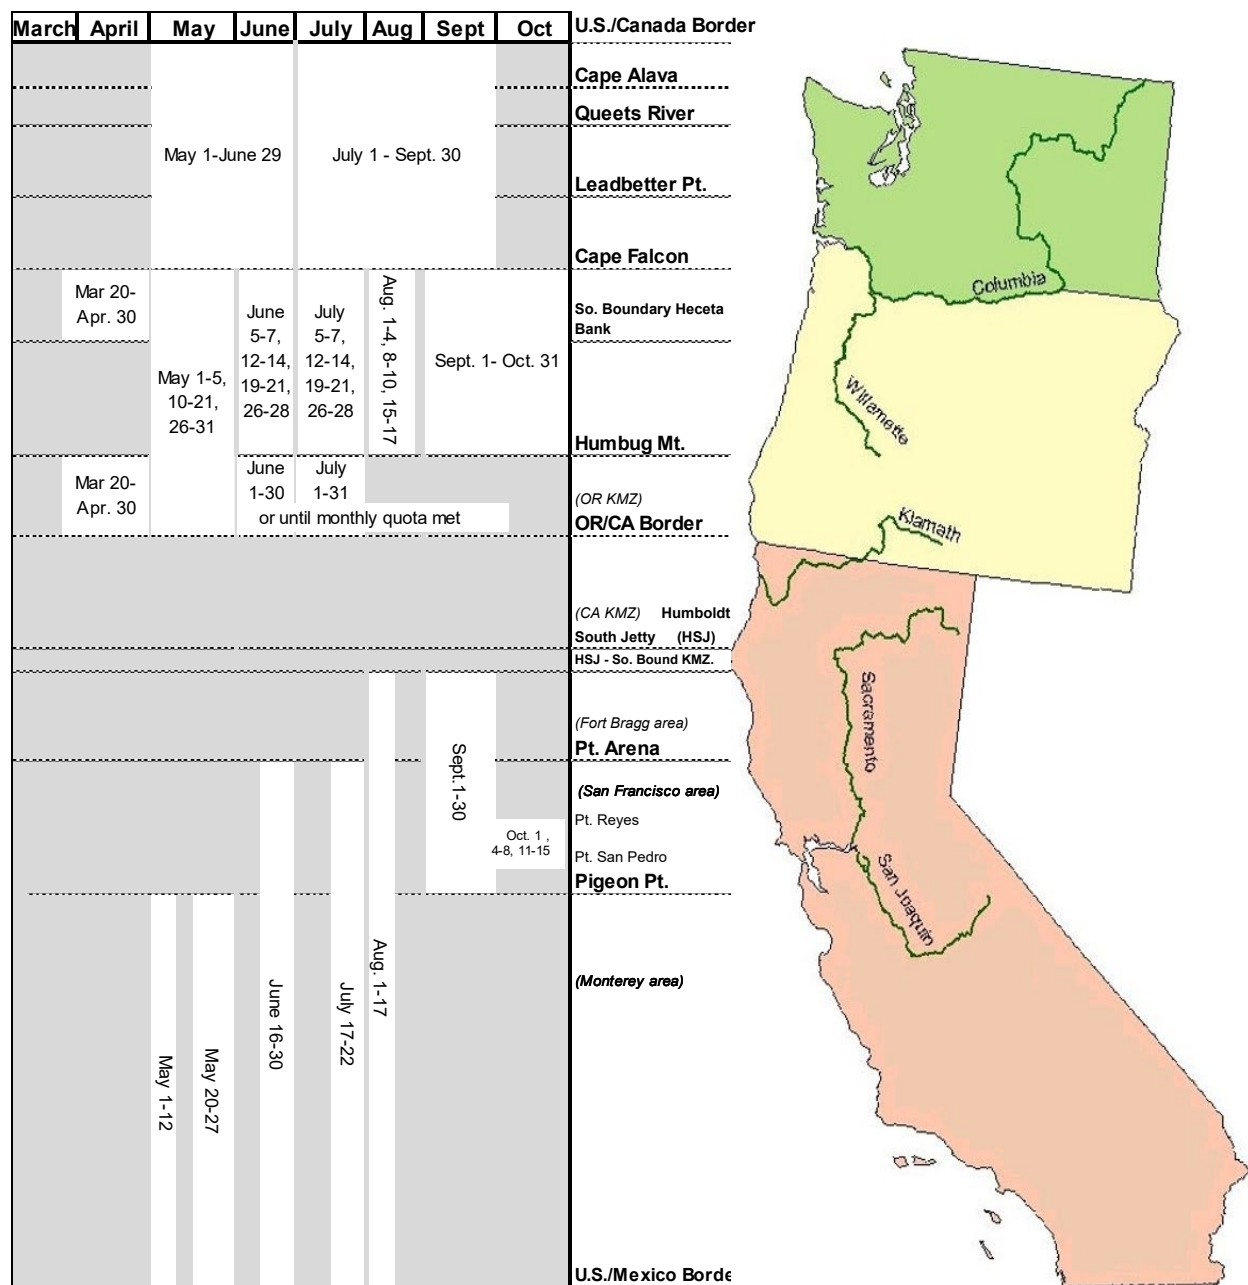 March April May June July Aug Sept Oct
U.S./Canada Border
Cape Alava
Queets River
May 1-June 29
July 1 - Sept. 30
Leadbetter Pt.
Cape Falcon
Mar 20-
Apr. 30
May 1-5,
10-21,
26-31
June
5-7,
12-14,
19-21,
26-28
July
5-7,
12-14,
19-21,
26-28
Aug. 1-4, 8-10, 15-17
Sept. 1- Oct. 31
So. Boundary Heceta
Bank
Humbug Mt.
Mar 20-
Apr. 30
June
1-30
July
1-31
or until monthly quota met
(OR KMZ)
OR/CA Border
(CA KMZ) Humboldt
South Jetty (HSJ)
HSJ - So. Bound KMZ.
(Fort Bragg area)
Pt. Arena
Sept.1-30
(San Francisco area)
Pt. Reyes
Oct. 1 ,
4-8, 11-15
Pt. San Pedro
Pigeon Pt.
May 1-12
May 20-27
June 16-30
July 17-22
Aug. 1-17
(Monterey area)
U.S./Mexico Borde
Columbia
Willamette
Klamath
Sacramento
San Joaquin